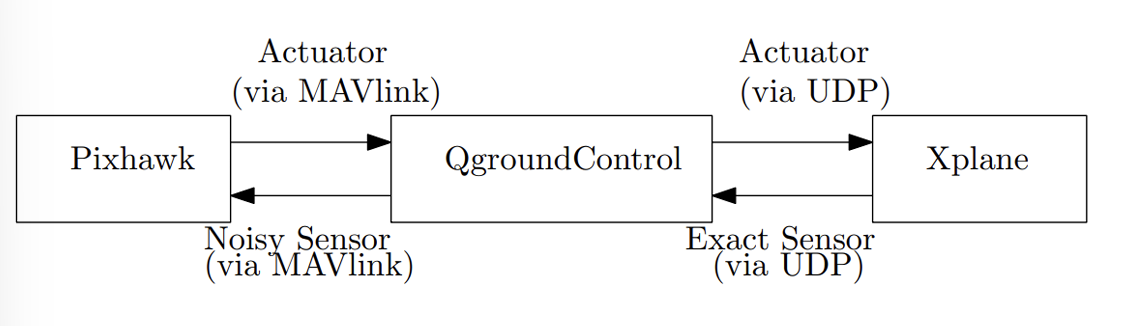 Actuator
(via MAVlink)
Actuator
(via UDP)
Pixhawk
QgroundControl
Xplane
Noisy Sensor
(via MAVlink)
Exact Sensor
(via UDP)